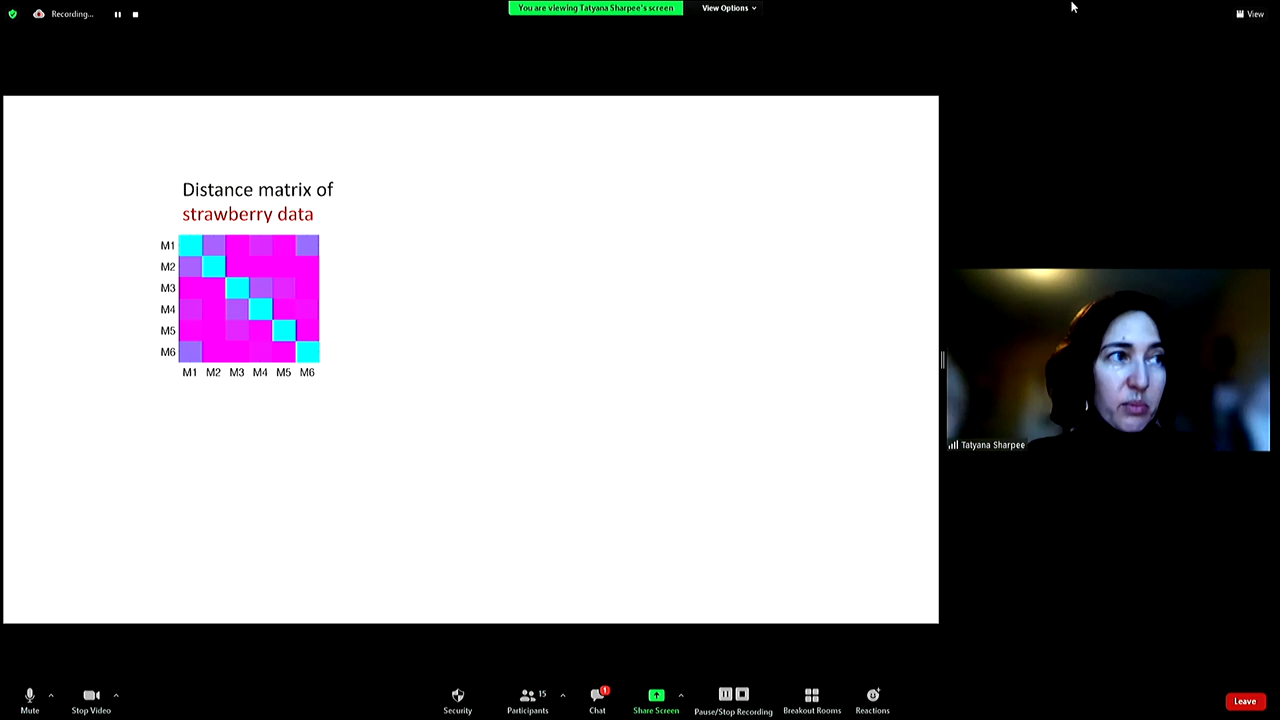 Recording...
You are viewing Tatyana Sharpee's screen
View Options
View
Distance matrix of
strawberry data
M1
M2
M3
M4
M5
M6
M1 M2 M3 M4 M5 M6
Tatyana Sharpee
Mute
Stop Video
Security
15
Participants
1
Chat
Share Screen
Pause/Stop Recording
Breakout Rooms
Reactions
Leave